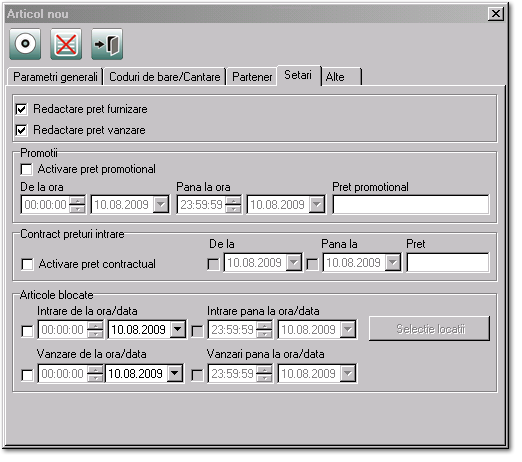 Articol nou
Parametri generali Coduri de bare/Cantare Partener Setari Alte
Redactare pret furnizare
Redactare pret vanzare
Promotii
Activare pret promotional
De la ora Pana la ora Pret promotional
00:00:00 10.08.2009 23:59:59 10.08.2009
Contract preturi intrare
De la Pana la Pret
Activare pret contractual 10.08.2009 10.08.2009
Articole blocate
Intrare de la ora/data Intrare pana la ora/data
00:00:00 10.08.2009 23:59:59 10.08.2009 Selectie locatii
Vanzare de la ora/data Vanzari pana la ora/data
00:00:00 10.08.2009 23:59:59 10.08.2009